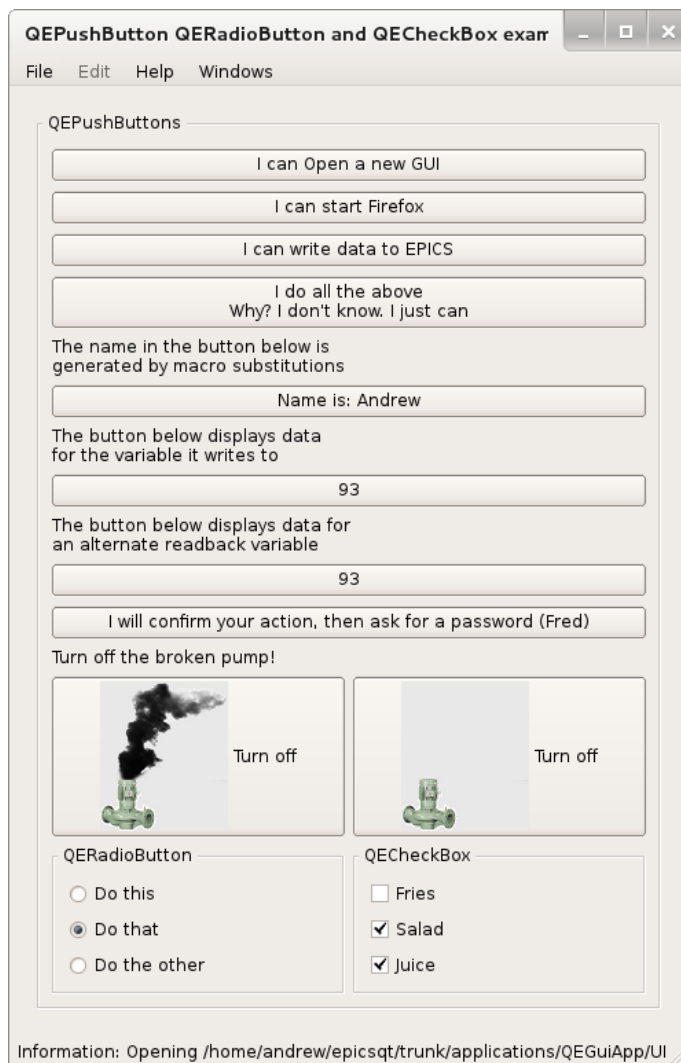 QEPushButton QERadioButton and QECheckBox exam
File Edit Help Windows
QEPushButtons
I can Open a new GUI
I can start Firefox
I can write data to EPICS
I do all the above
Why? I don't know. I just can
The name in the button below is
generated by macro substitutions
Name is: Andrew
The button below displays data
for the variable it writes to
93
The button below displays data for
an alternate readback variable
93
I will confirm your action, then ask for a password (Fred)
Turn off the broken pump!
Turn off
Turn off
QERadioButton
Do this
Do that
Do the other
QECheckBox
Fries
Salad
Juice
Information: Opening /home/andrew/epicsqt/trunk/applications/QEGuiApp/UI